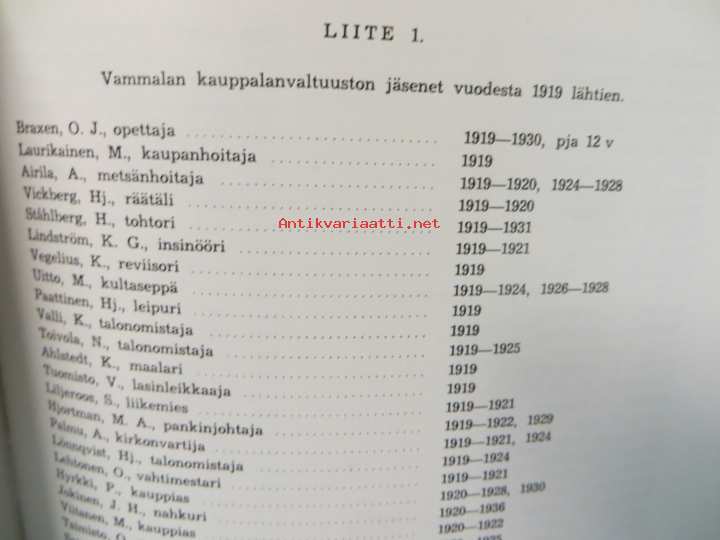 LIITE 1.
Vammalan kauppalanvaltuuston jäsenet vuodesta 1919 lähtien.
Braxen, O. J., opettaja 1919—1930, pja 12 v
Laurikainen, M., kaupanhoitaja 1919
Airila, A., metsänhoitaja 1919—1920, 1924—1928
Vickberg, Hj., räätäli 1919—1920
Ståhlberg, H., tohtori 1919—1931
Antikvariaatti.net
Lindström, K. G., insinööri 1919—1921
Vegelius, K., reviisori 1919
Uitto, M., kultaseppä 1919—1924, 1926—1928
Paattinen, Hj., leipuri 1919
Valli, K., talonomistaja 1919
Toivola, N., talonomistaja 1919—1925
Ahlstedt, K., maalari 1919
Tuomisto, V., lasinleikkaaja 1919
Liljeroos, S., liikemies 1919—1921
Hjortman, M. A., pankinjohtaja 1919—1922, 1929
Palmu, A., kirkonvartija 1919—1921, 1924
Lönnqvist, Hj., talonomistaja 1919—1924
Lehtonen, O., vahtimestari 1919—1921
Hyrkki, P., kauppias 1920—1928, 1930
Jokinen, J. H., nahkuri 1920—1936
Viitanen, M., kauppias 1920—1922